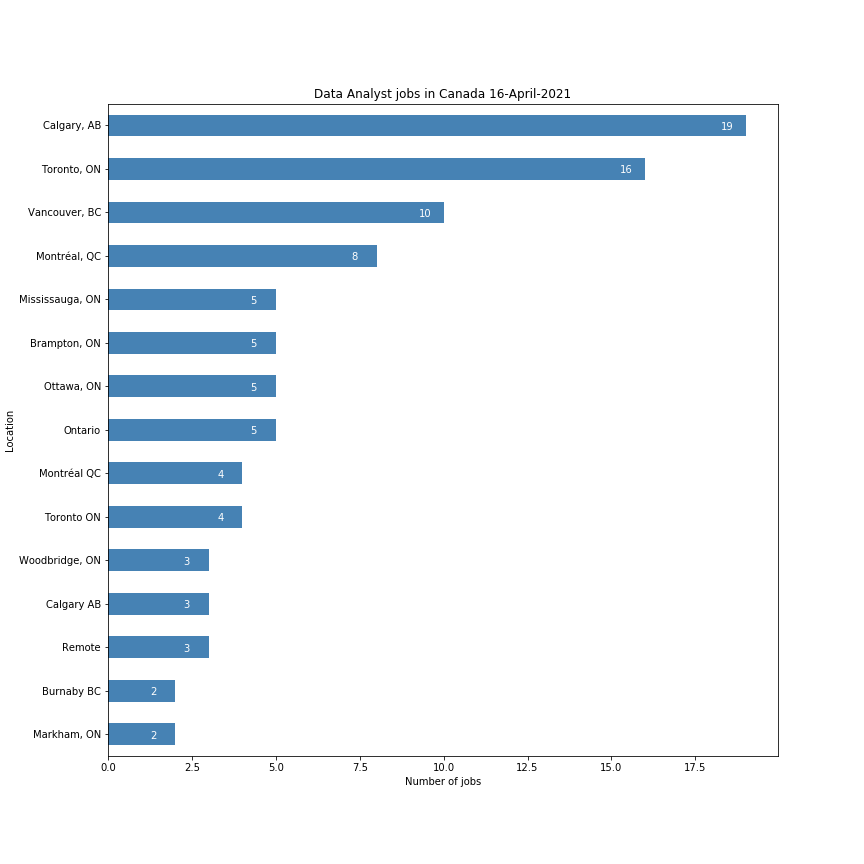 Data Analyst jobs in Canada 16-April-2021
Calgary, AB 19
Toronto, ON 16
Vancouver, BC 10
Montréal, QC 8
Mississauga, ON 5
Brampton, ON 5
Ottawa, ON 5
Ontario 5
Montréal QC 4
Toronto ON 4
Woodbridge, ON 3
Calgary AB 3
Remote 3
Burnaby BC 2
Markham, ON 2
Location
0.0 2.5 5.0 7.5 10.0 12.5 15.0 17.5
Number of jobs